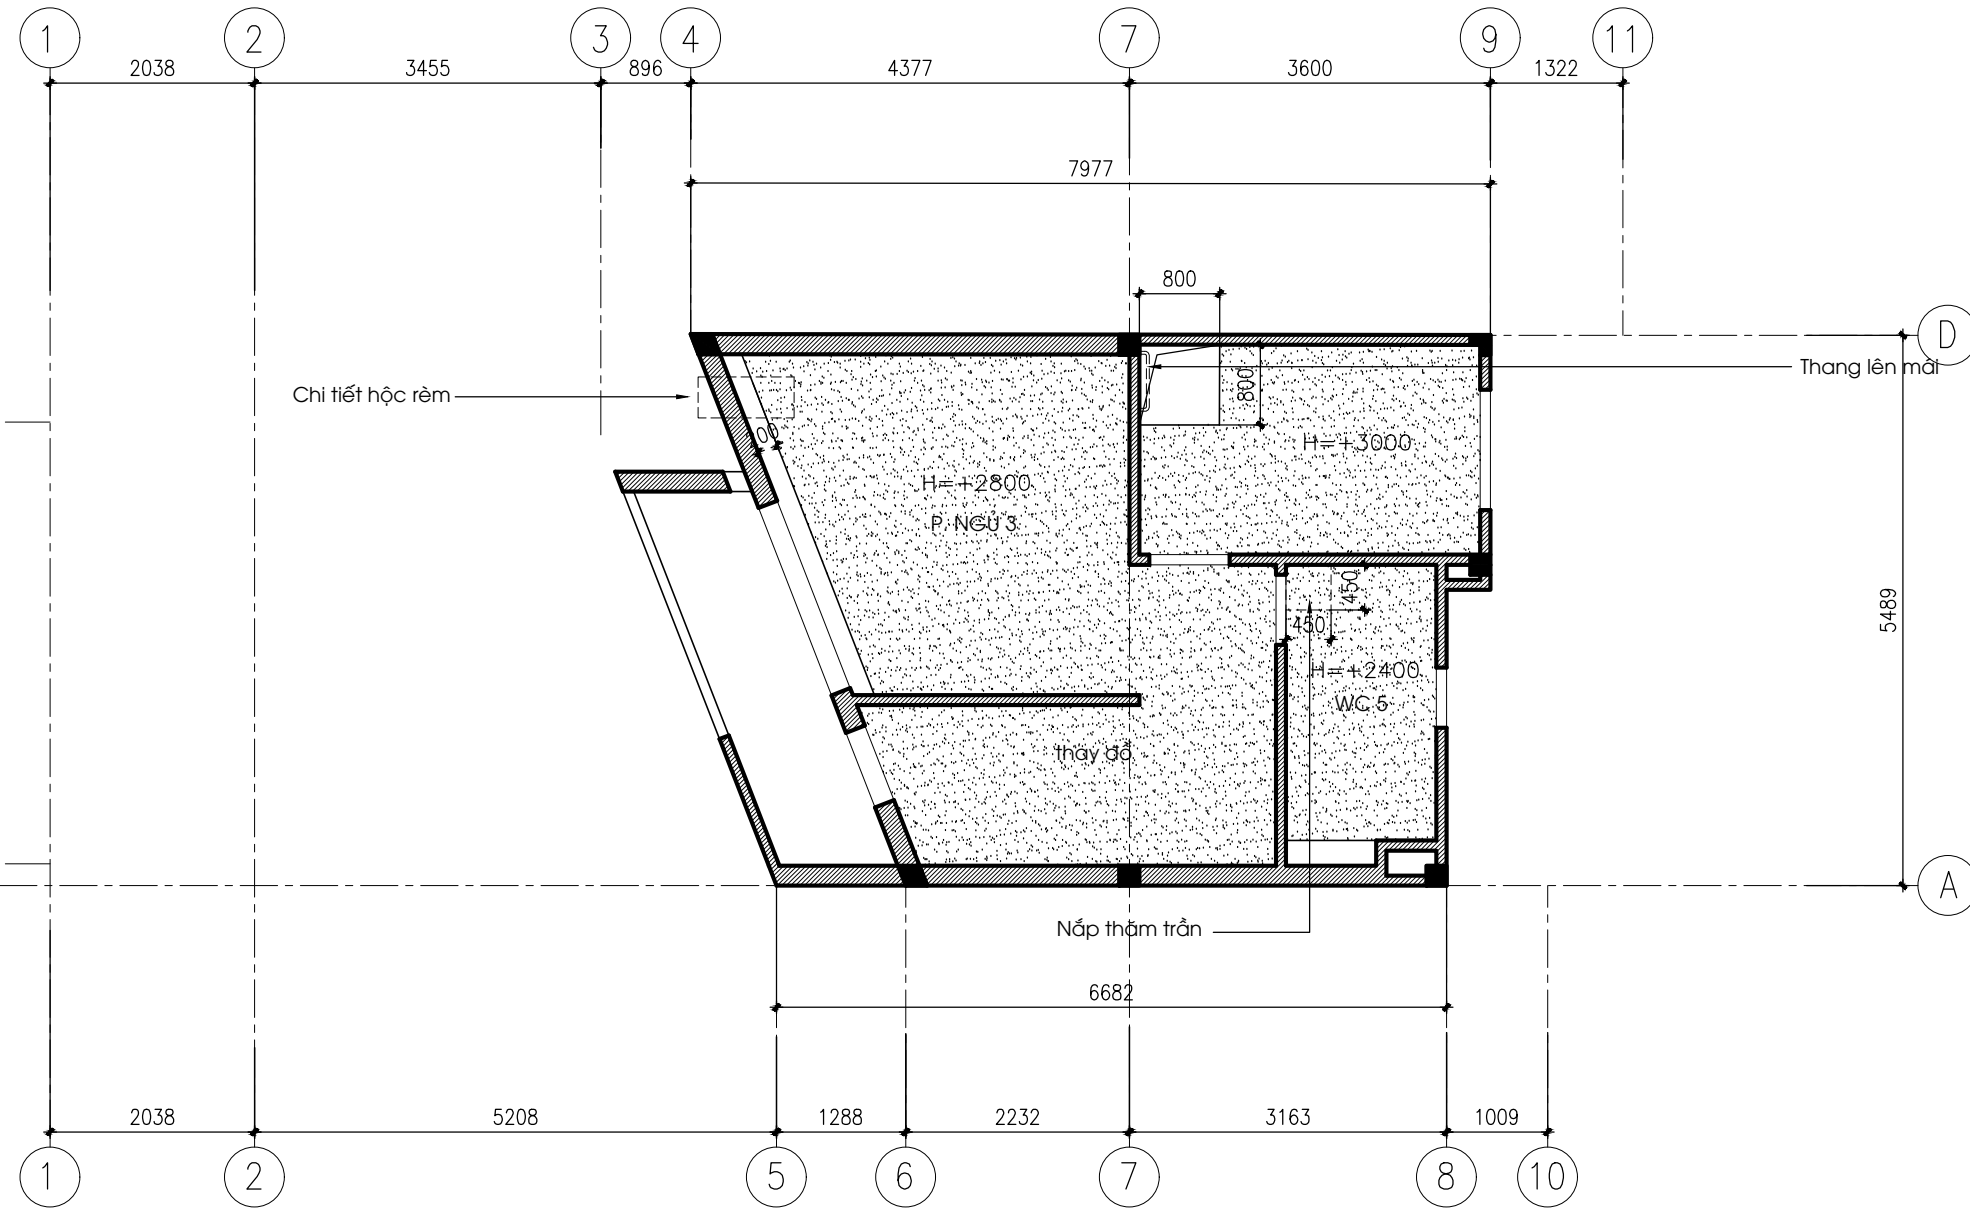 1 2 3 4 7 9 11
2038 3455 896 4377 3600 1322
7977
800
D
Thang lên mái
Chi tiết hộc rèm
800
H=+3000
H=+2800
P. NGỦ 3
450
5489
450
H=+2400
WC 5
thay đồ
A
Nắp thăm trần
6682
2038 5208 1288 2232 3163 1009
1 2 5 6 7 8 10